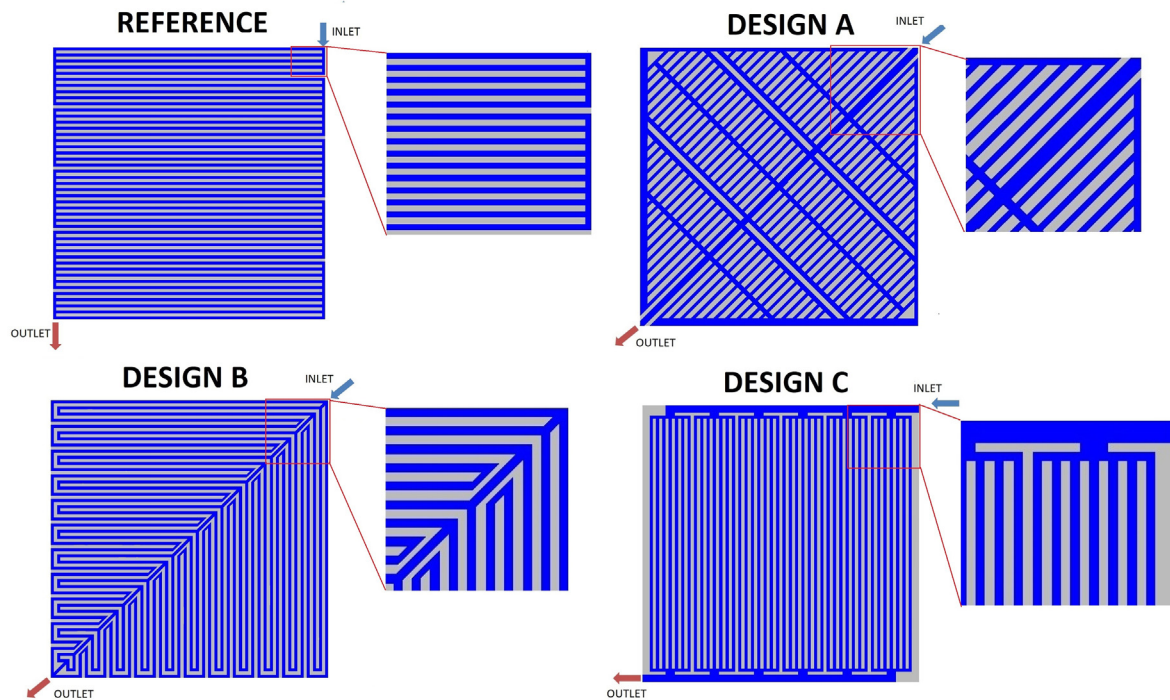 REFERENCE
INLET
OUTLET
DESIGN A
INLET
OUTLET
DESIGN B
INLET
OUTLET
DESIGN C
INLET
OUTLET